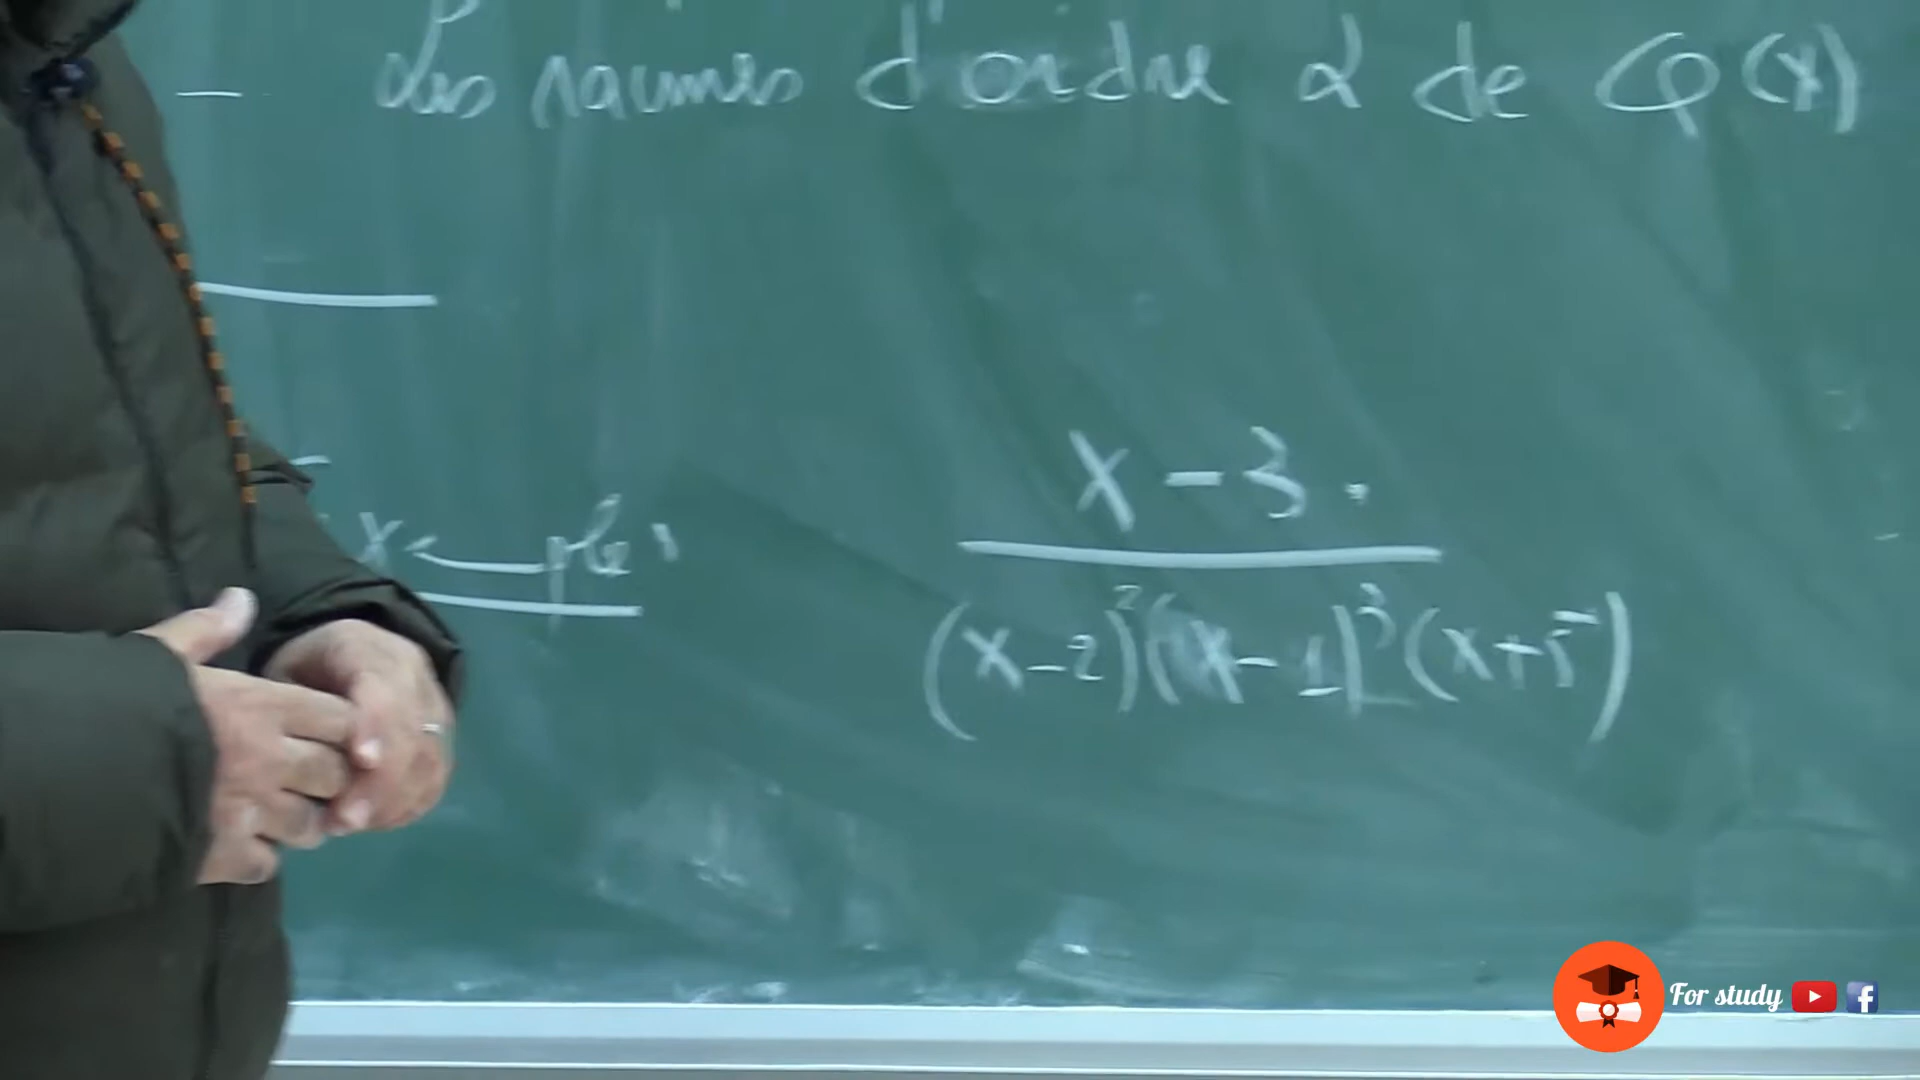 Les racines d'ordre α de Q(x)
x - 3
(x-2)²(x-1)³(x+5)
For study